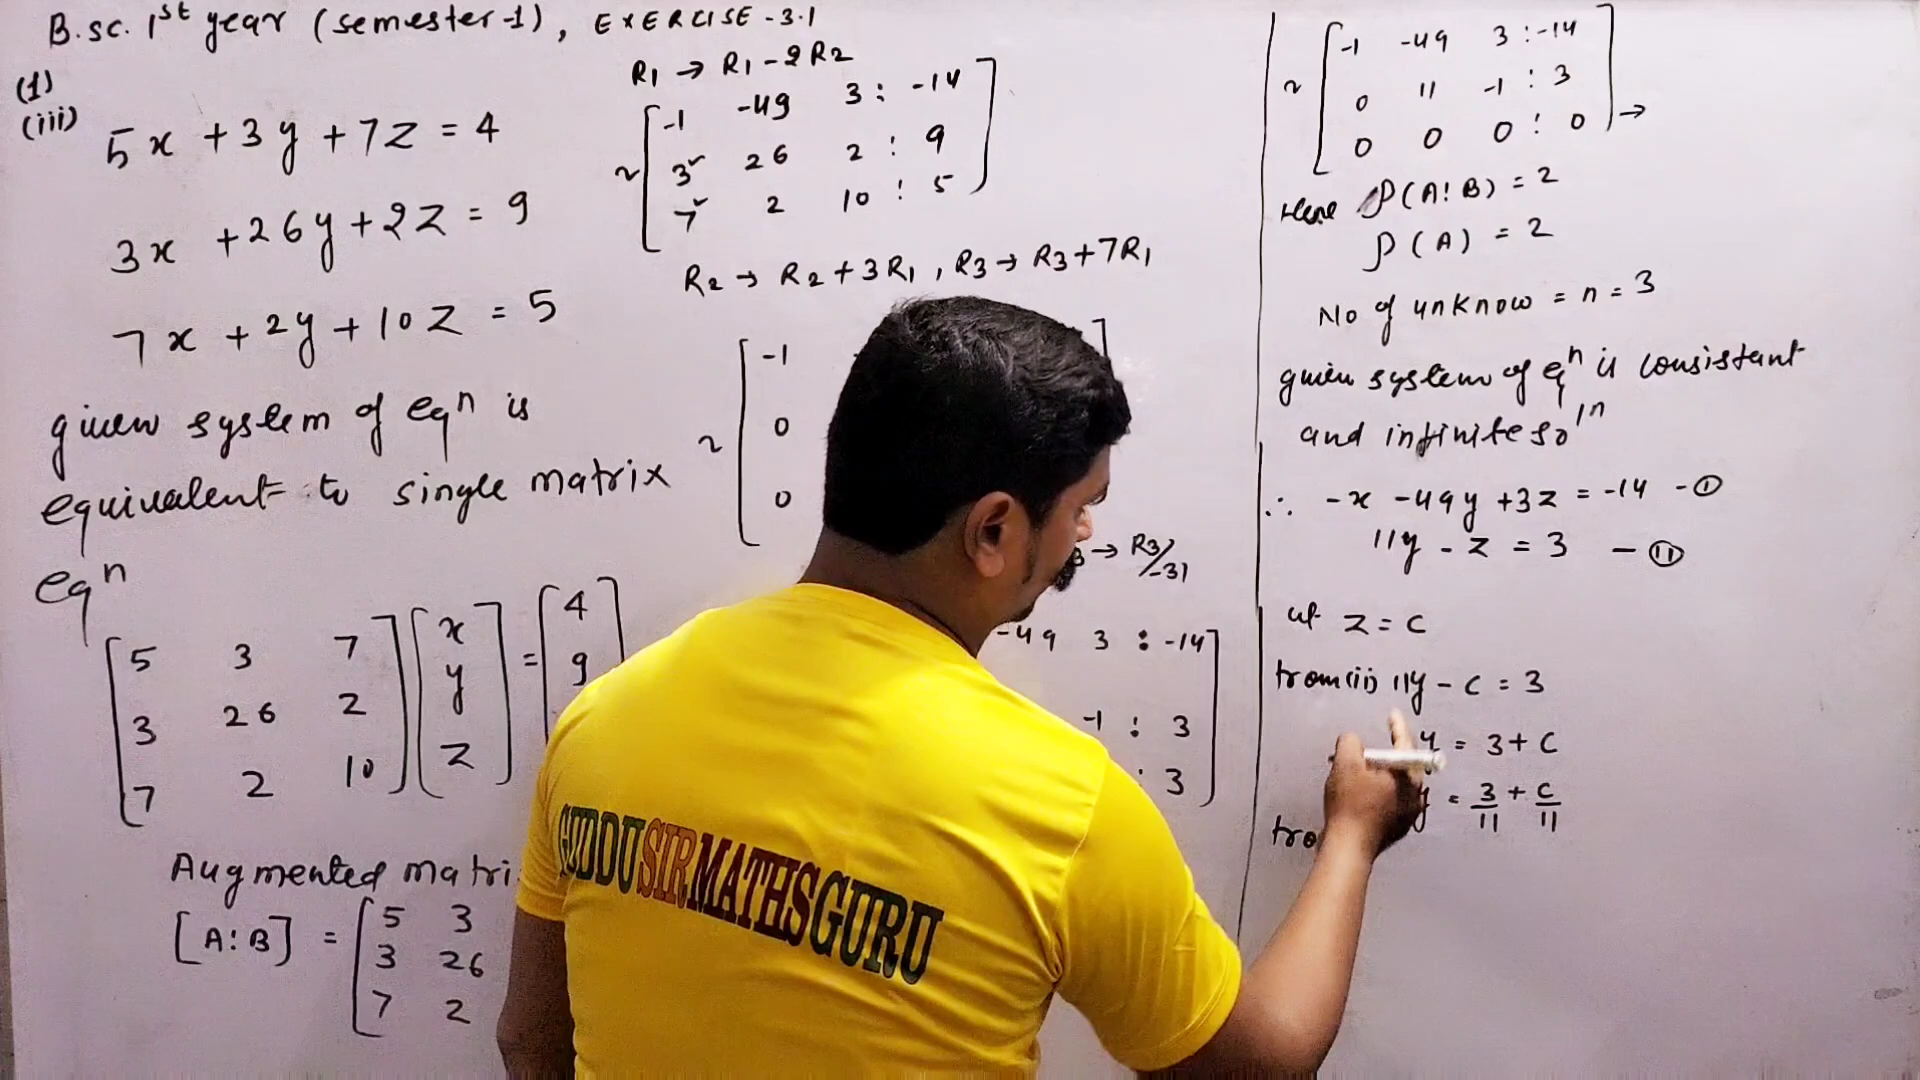 B.sc. 1st year (semester-1), EXERCISE-3.1
(1)
(iii)
5x + 3y + 7z = 4
3x + 26y + 2z = 9
7x + 2y + 10z = 5
given system of eqn is
equivalent to single matrix
eqn
[5 3 7] [x] = [4]
[3 26 2] [y] [9]
[7 2 10] [z]
Augmented matri
[A:B] = [5 3
3 26
7 2
R1 → R1 - 2R2
~ [-1 -49 3 : -14]
[3 26 2 : 9]
[7 2 10 : 5]
R2 → R2 + 3R1, R3 → R3 + 7R1
~ [-1
0
0
→ R3/-31
-49 3 : -14]
-1 : 3
: 3]
GUDDUSIRMATHSGURU
~ [-1 -49 3 : -14]
[0 11 -1 : 3]
[0 0 0 : 0] →
Here ρ(A:B) = 2
ρ(A) = 2
No of unknow = n = 3
given system of eqn is consistant
and infinite soln
∴ -x - 49y + 3z = -14 - ①
11y - z = 3 - ⑪
let z = c
from (ii) 11y - c = 3
y = 3 + c
y = 3/11 + c/11
fro